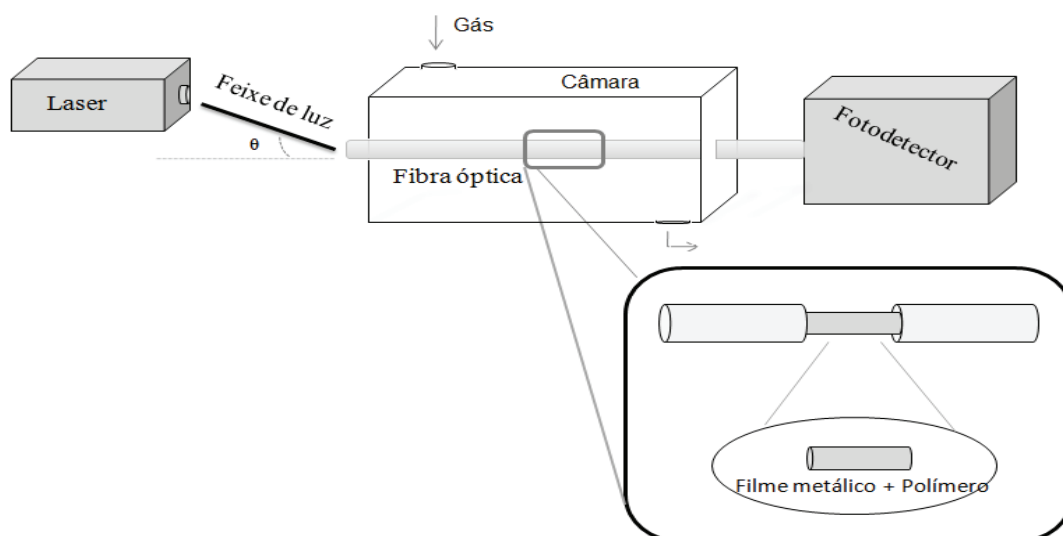 Gás
Câmara
Laser
Feixe de luz
θ
Fibra óptica
Fotodetector
Filme metálico + Polímero